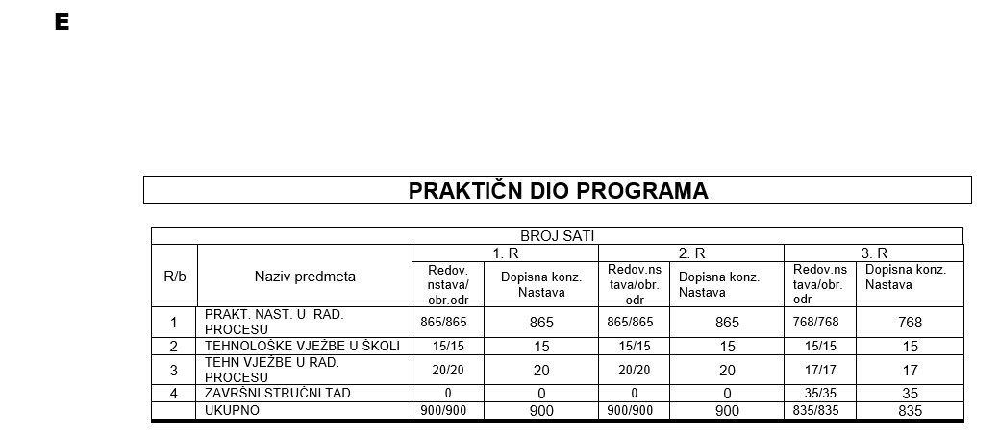 E
PRAKTIČN DIO PROGRAMA
BROJ SATI
R/b Naziv predmeta 1. R 2. R 3. R
Redov. nstava/ obr.odr Dopisna konz. Nastava Redov.ns tava/obr. odr Dopisna konz. Nastava Redov.ns tava/obr. odr Dopisna konz. Nastava
1 PRAKT. NAST. U RAD. PROCESU 865/865 865 865/865 865 768/768 768
2 TEHNOLOŠKE VJEŽBE U ŠKOLI 15/15 15 15/15 15 15/15 15
3 TEHN VJEŽBE U RAD. PROCESU 20/20 20 20/20 20 17/17 17
4 ZAVRŠNI STRUČNI TAD 0 0 0 0 35/35 35
UKUPNO 900/900 900 900/900 900 835/835 835